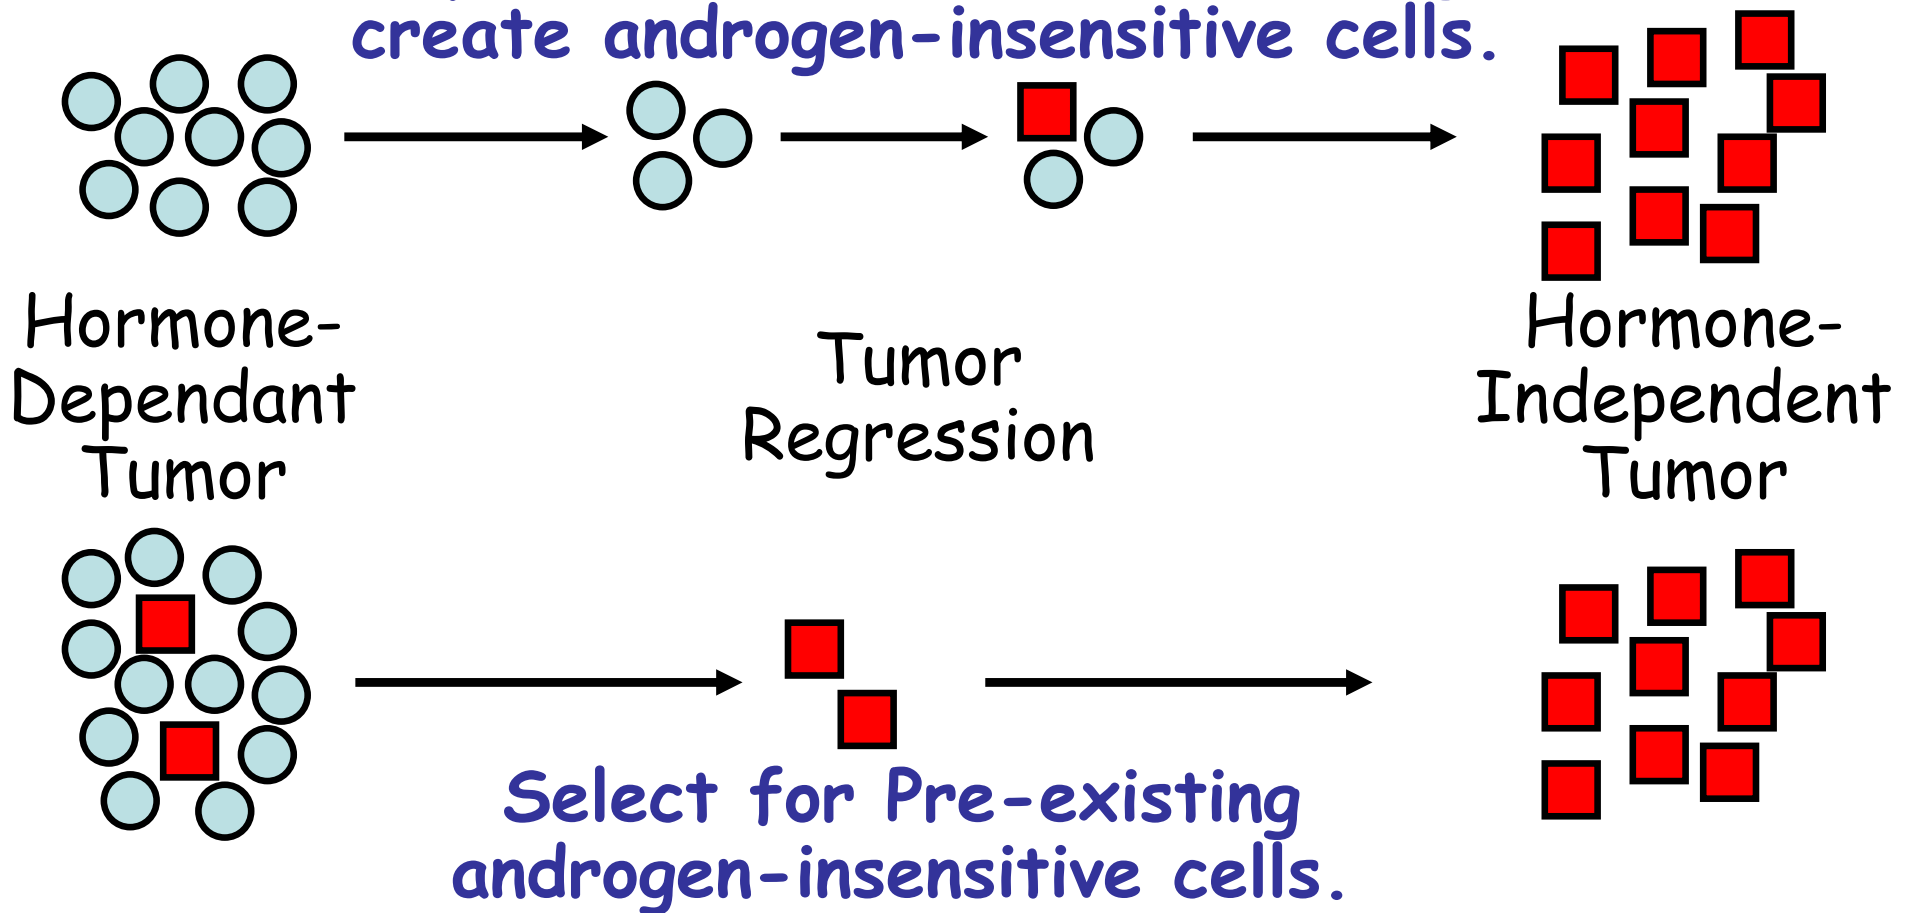 create androgen-insensitive cells.
Hormone-
Dependant
Tumor
Tumor
Regression
Hormone-
Independent
Tumor
Select for Pre-existing
androgen-insensitive cells.